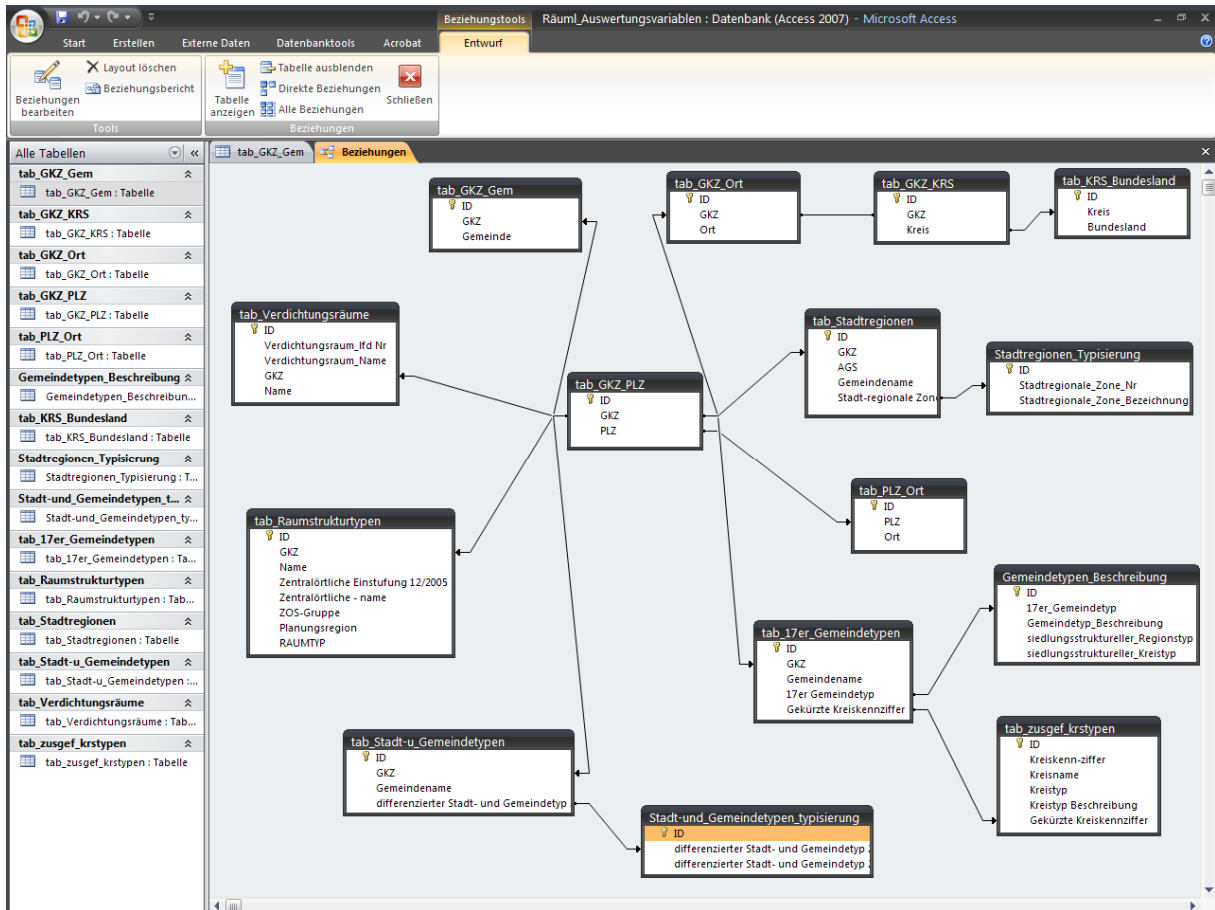 Beziehungstools Räuml_Auswertungsvariablen : Datenbank (Access 2007) - Microsoft Access
Start Erstellen Externe Daten Datenbanktools Acrobat Entwurf
Beziehungen bearbeiten
Layout löschen
Beziehungsbericht
Tools
Tabelle anzeigen
Tabelle ausblenden
Direkte Beziehungen
Alle Beziehungen
Schließen
Beziehungen
Alle Tabellen
tab_GKZ_Gem
tab_GKZ_Gem : Tabelle
tab_GKZ_KRS
tab_GKZ_KRS : Tabelle
tab_GKZ_Ort
tab_GKZ_Ort : Tabelle
tab_GKZ_PLZ
tab_GKZ_PLZ : Tabelle
tab_PLZ_Ort
tab_PLZ_Ort : Tabelle
Gemeindetypen_Beschreibung
Gemeindetypen_Beschreibun...
tab_KRS_Bundesland
tab_KRS_Bundesland : Tabelle
Stadtregionen_Typisierung
Stadtregionen_Typisierung : T...
Stadt-und_Gemeindetypen_t...
Stadt-und_Gemeindetypen_ty...
tab_17er_Gemeindetypen
tab_17er_Gemeindetypen : Ta...
tab_Raumstrukturtypen
tab_Raumstrukturtypen : Tab...
tab_Stadtregionen
tab_Stadtregionen : Tabelle
tab_Stadt-u_Gemeindetypen
tab_Stadt-u_Gemeindetypen :...
tab_Verdichtungsräume
tab_Verdichtungsräume : Tab...
tab_zusgef_krstypen
tab_zusgef_krstypen : Tabelle
tab_GKZ_Gem Beziehungen
tab_GKZ_Gem
ID
GKZ
Gemeinde
tab_GKZ_Ort
ID
GKZ
Ort
tab_GKZ_KRS
ID
GKZ
Kreis
tab_KRS_Bundesland
ID
Kreis
Bundesland
tab_Verdichtungsräume
ID
Verdichtungsraum_lfd Nr
Verdichtungsraum_Name
GKZ
Name
tab_GKZ_PLZ
ID
GKZ
PLZ
tab_Stadtregionen
ID
GKZ
AGS
Gemeindename
Stadt-regionale Zon
Stadtregionen_Typisierung
ID
Stadtregionale_Zone_Nr
Stadtregionale_Zone_Bezeichnung
tab_PLZ_Ort
ID
PLZ
Ort
tab_Raumstrukturtypen
ID
GKZ
Name
Zentralörtliche Einstufung 12/2005
Zentralörtliche - name
ZOS-Gruppe
Planungsregion
RAUMTYP
tab_17er_Gemeindetypen
ID
GKZ
Gemeindename
17er Gemeindetyp
Gekürzte Kreiskennziffer
Gemeindetypen_Beschreibung
ID
17er_Gemeindetyp
Gemeindetyp_Beschreibung
siedlungsstruktureller_Regionstyp
siedlungsstruktureller_Kreistyp
tab_zusgef_krstypen
ID
Kreiskenn-ziffer
Kreisname
Kreistyp
Kreistyp Beschreibung
Gekürzte Kreiskennziffer
tab_Stadt-u_Gemeindetypen
ID
GKZ
Gemeindename
differenzierter Stadt- und Gemeindetyp
Stadt-und_Gemeindetypen_typisierung
ID
differenzierter Stadt- und Gemeindetyp
differenzierter Stadt- und Gemeindetyp